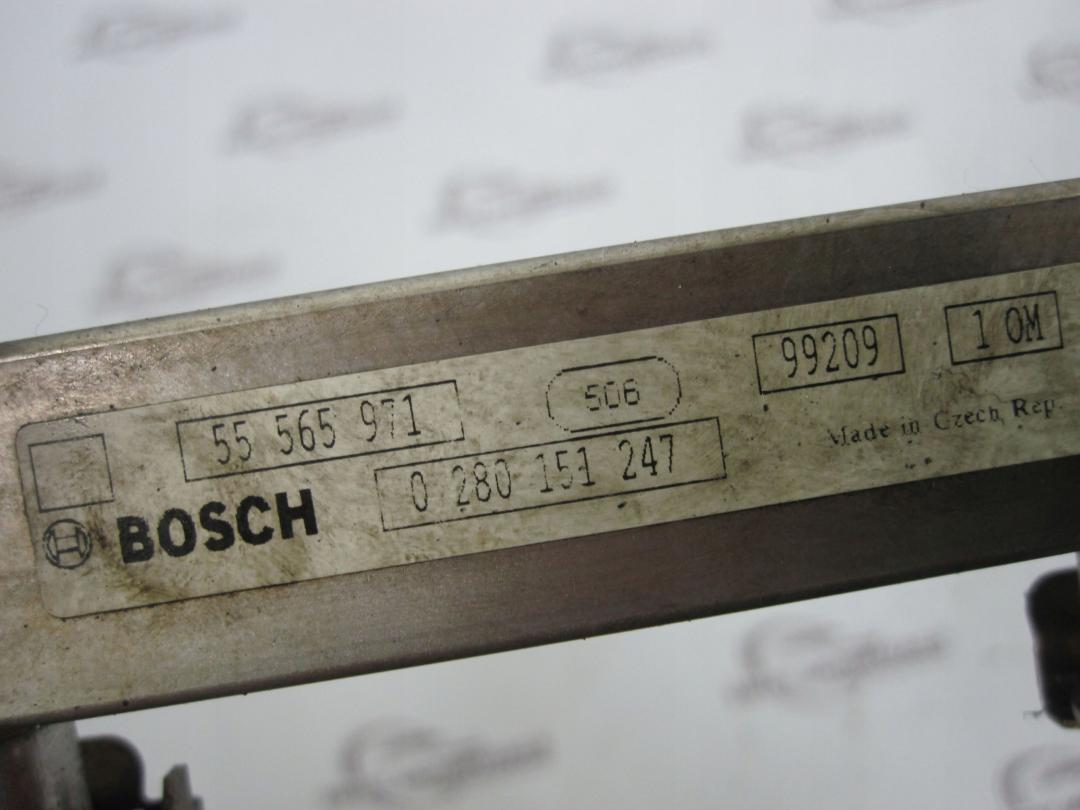 55 565 971
506
99209
1 0M
BOSCH
0 280 151 247
Made in Czech Rep.